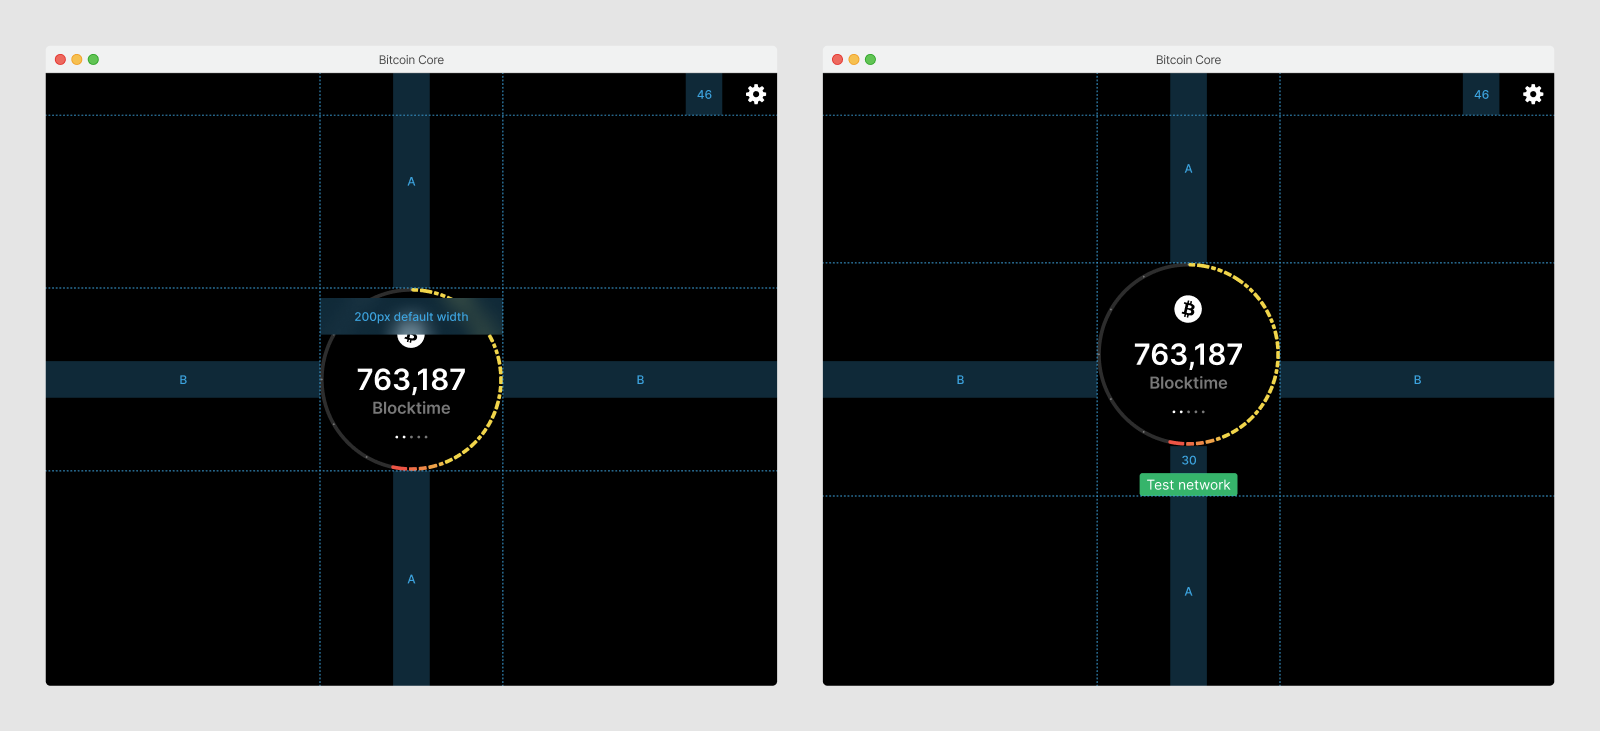 Bitcoin Core
46
A
200px default width
763,187
Blocktime
B
B
A
Bitcoin Core
46
A
763,187
Blocktime
B
B
30
Test network
A